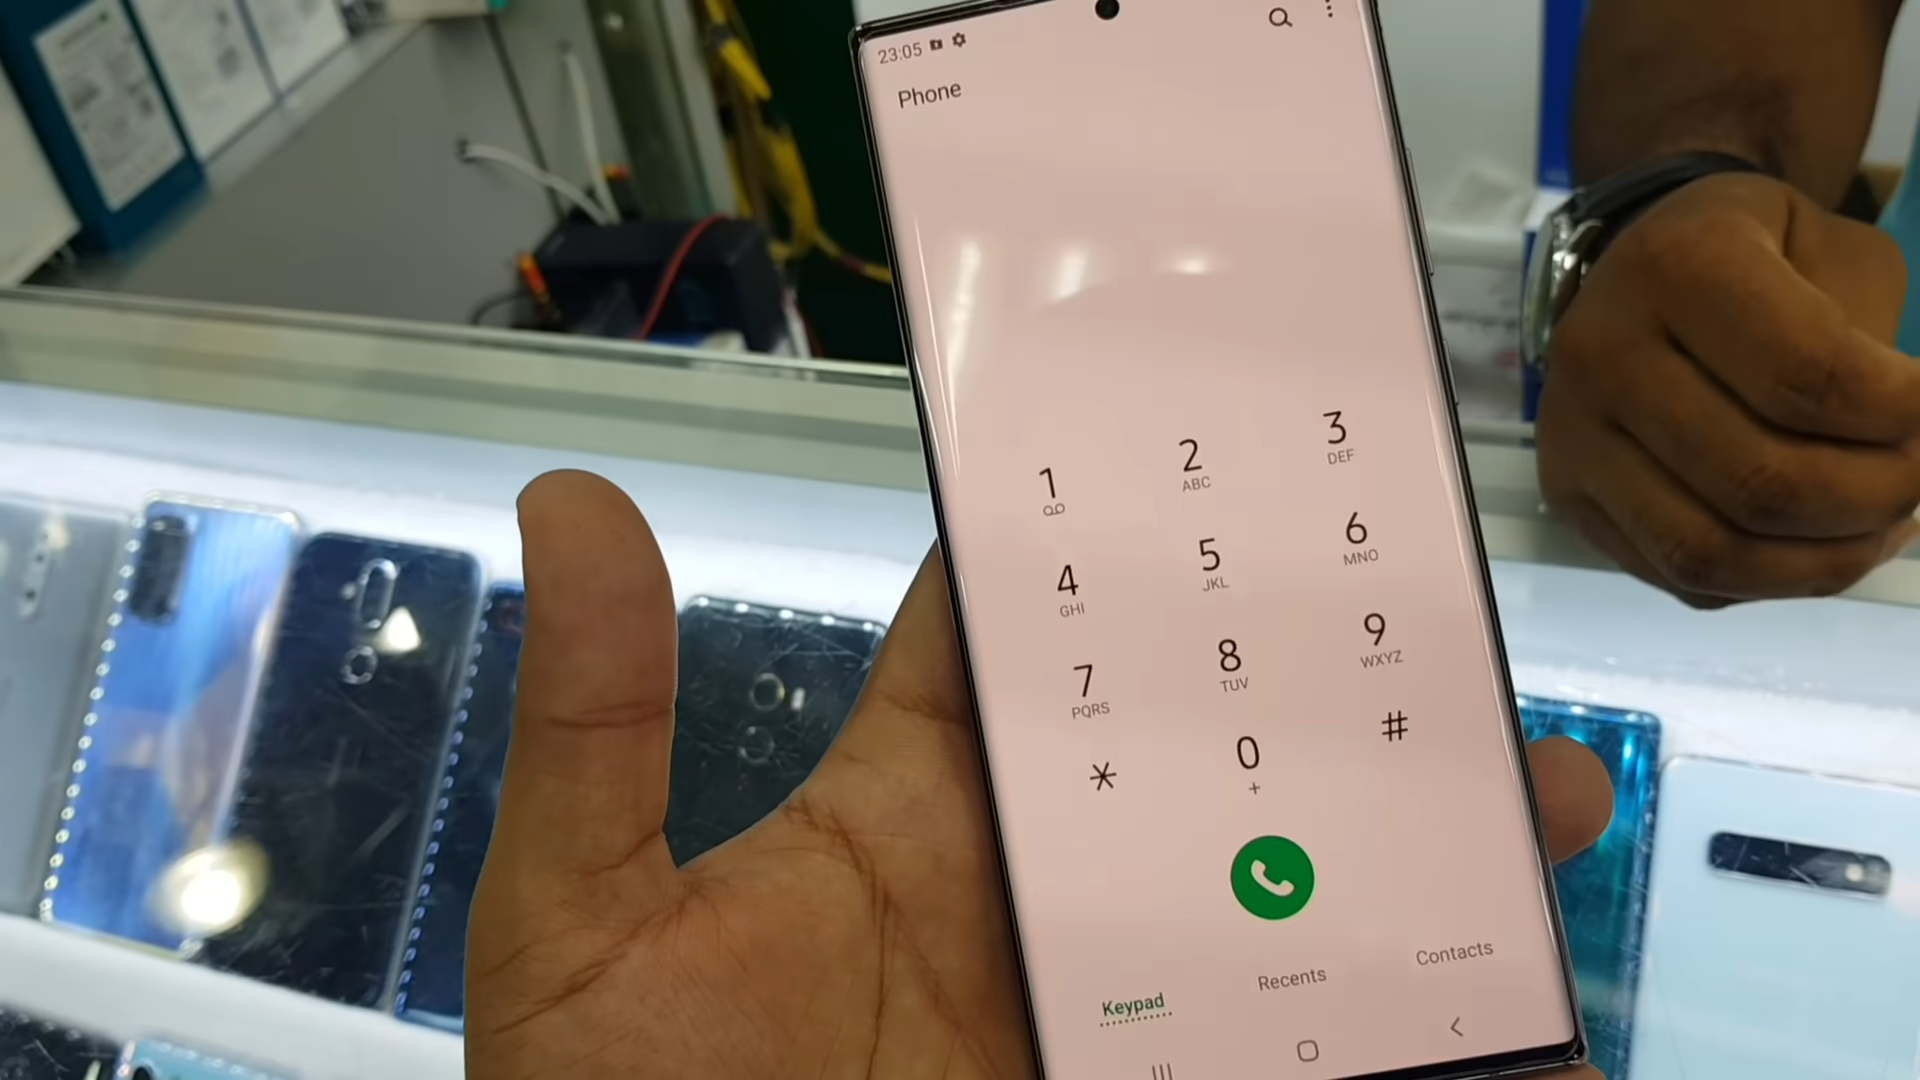 23:05
Phone
1
2
ABC
3
DEF
4
GHI
5
JKL
6
MNO
7
PQRS
8
TUV
9
WXYZ
*
0
+
#
Keypad
Recents
Contacts